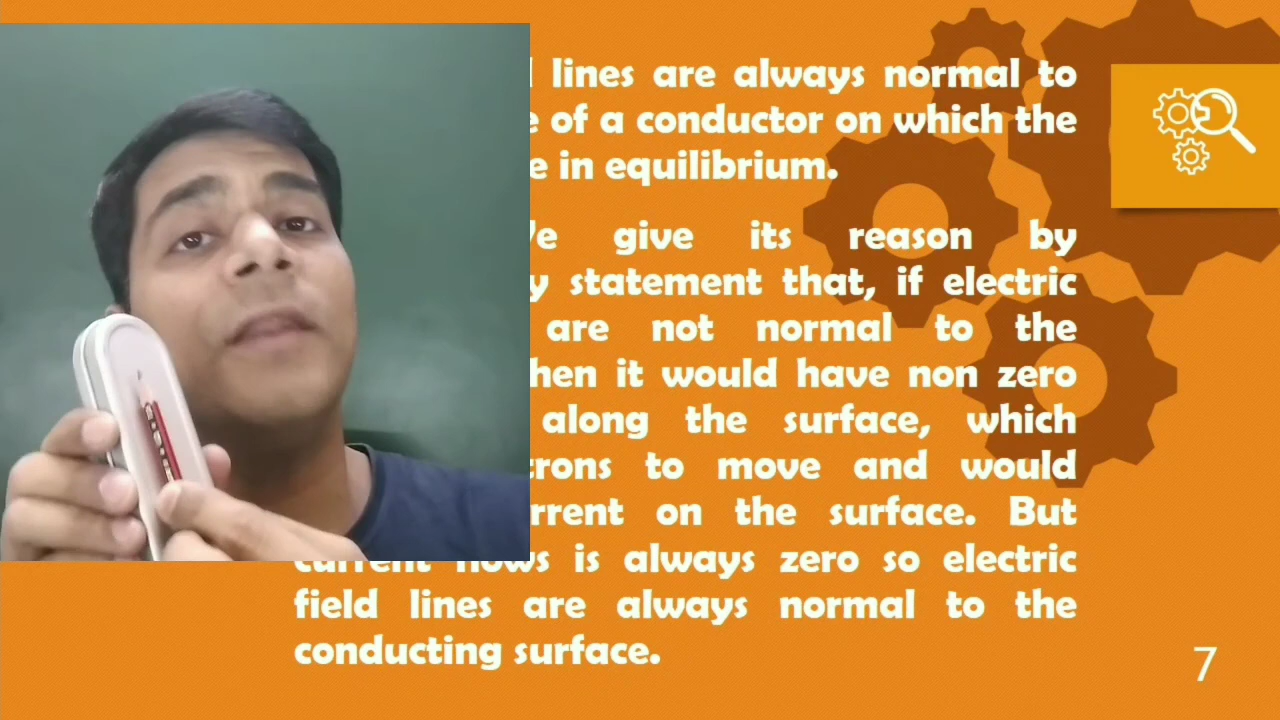 lines are always normal to
of a conductor on which the
in equilibrium.
give its reason by
statement that, if electric
are not normal to the
it would have non zero
along the surface, which
to move and would
on the surface. But
is always zero so electric
field lines are always normal to the
conducting surface.
7